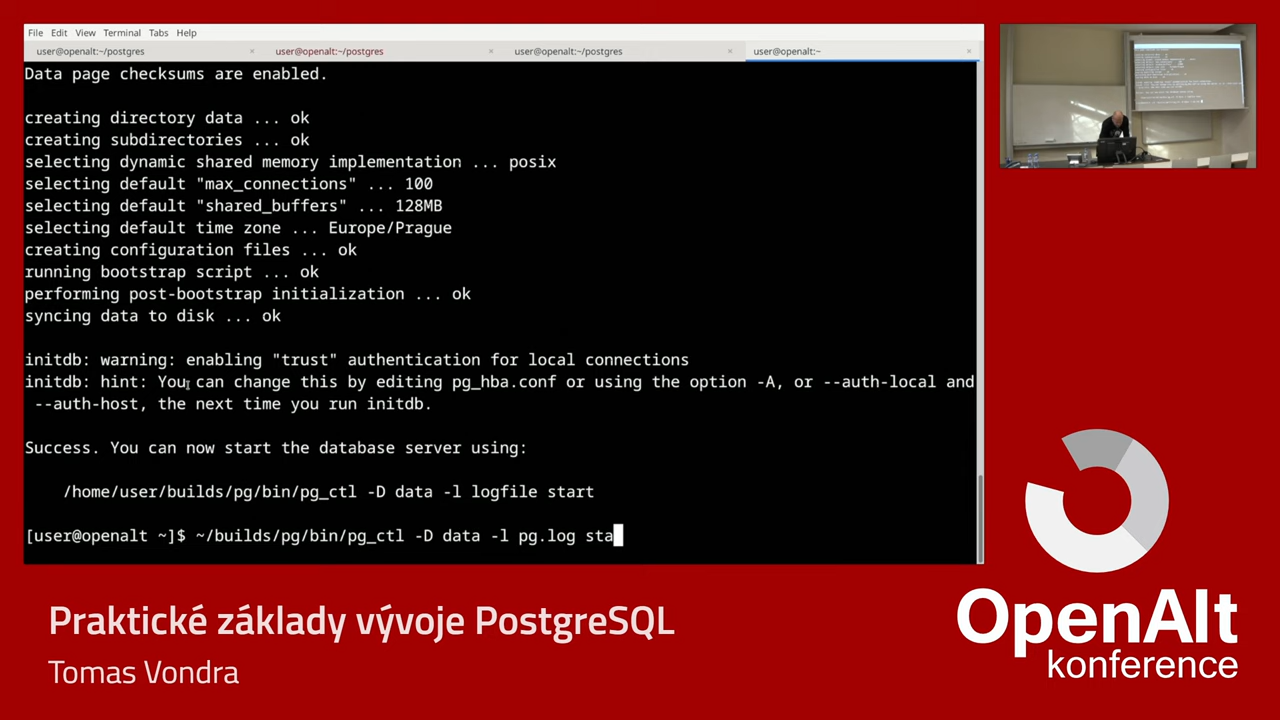 File Edit View Terminal Tabs Help
user@openalt:~/postgres × user@openalt:~/postgres × user@openalt:~/postgres × user@openalt:~ ×
Data page checksums are enabled.
creating directory data ... ok
creating subdirectories ... ok
selecting dynamic shared memory implementation ... posix
selecting default "max_connections" ... 100
selecting default "shared_buffers" ... 128MB
selecting default time zone ... Europe/Prague
creating configuration files ... ok
running bootstrap script ... ok
performing post-bootstrap initialization ... ok
syncing data to disk ... ok
initdb: warning: enabling "trust" authentication for local connections
initdb: hint: You can change this by editing pg_hba.conf or using the option -A, or --auth-local and
--auth-host, the next time you run initdb.
Success. You can now start the database server using:
/home/user/builds/pg/bin/pg_ctl -D data -l logfile start
[user@openalt ~]$ ~/builds/pg/bin/pg_ctl -D data -l pg.log sta
Praktické základy vývoje PostgreSQL
Tomas Vondra
OpenAlt
konference